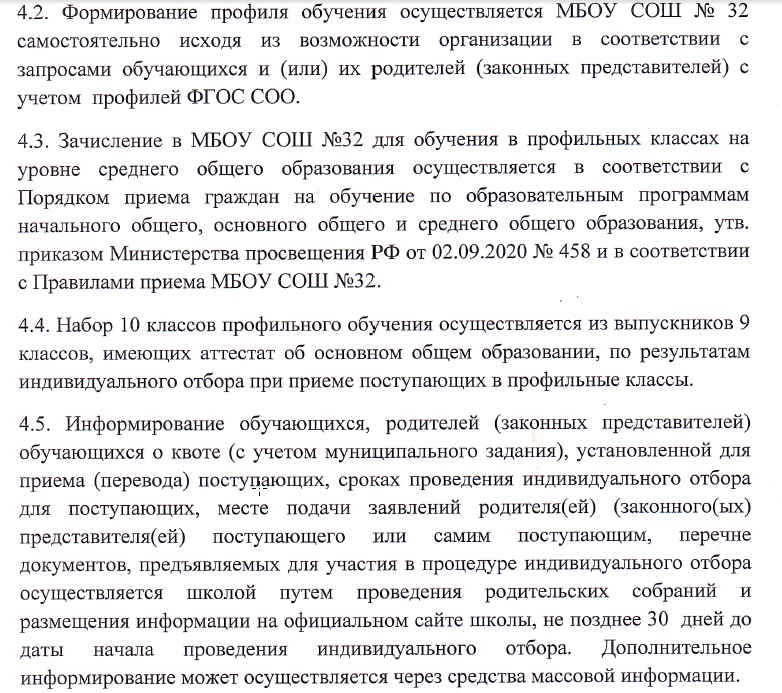 4.2. Формирование профиля обучения осуществляется МБОУ СОШ № 32
самостоятельно исходя из возможности организации в соответствии с
запросами обучающихся и (или) их родителей (законных представителей) с
учетом профилей ФГОС СОО.
4.3. Зачисление в МБОУ СОШ №32 для обучения в профильных классах на
уровне среднего общего образования осуществляется в соответствии с
Порядком приема граждан на обучение по образовательным программам
начального общего, основного общего и среднего общего образования, утв.
приказом Министерства просвещения РФ от 02.09.2020 № 458 и в соответствии
с Правилами приема МБОУ СОШ №32.
4.4. Набор 10 классов профильного обучения осуществляется из выпускников 9
классов, имеющих аттестат об основном общем образовании, по результатам
индивидуального отбора при приеме поступающих в профильные классы.
4.5. Информирование обучающихся, родителей (законных представителей)
обучающихся о квоте (с учетом муниципального задания), установленной для
приема (перевода) поступающих, сроках проведения индивидуального отбора
для поступающих, месте подачи заявлений родителя(ей) (законного(ых)
представителя(ей) поступающего или самим поступающим, перечне
документов, предъявляемых для участия в процедуре индивидуального отбора
осуществляется школой путем проведения родительских собраний и
размещения информации на официальном сайте школы, не позднее 30 дней до
даты начала проведения индивидуального отбора. Дополнительное
информирование может осуществляется через средства массовой информации.